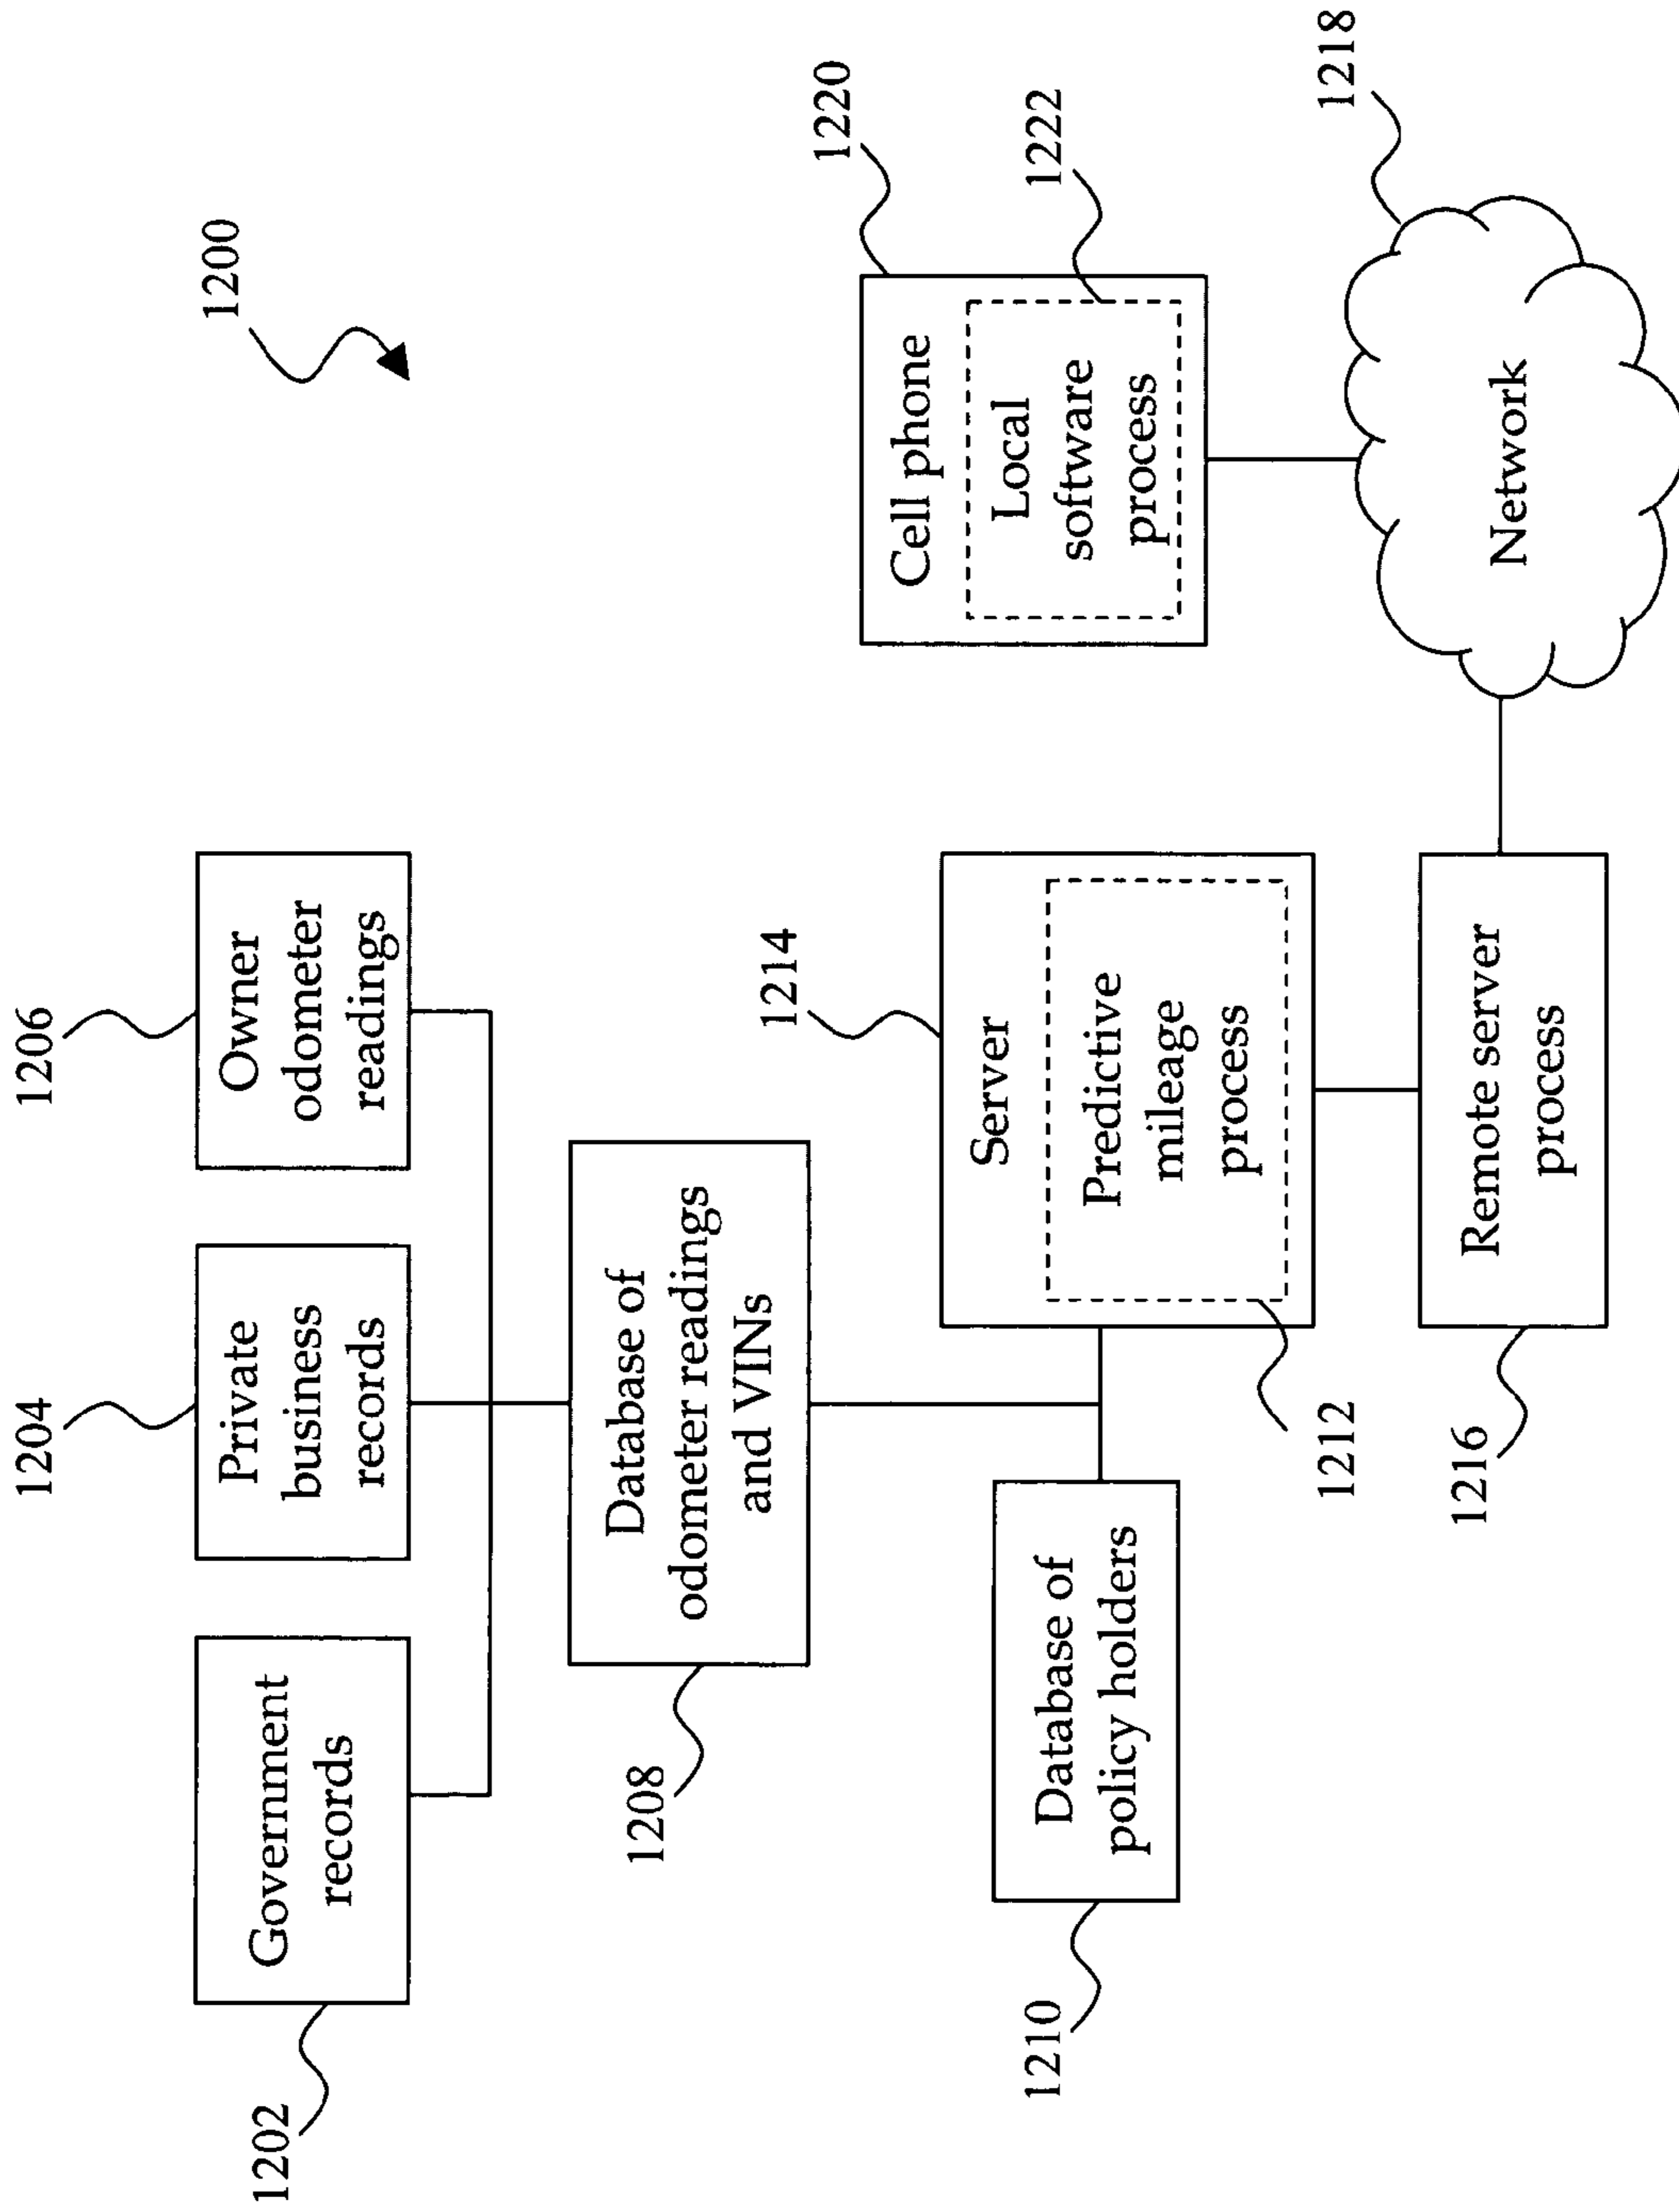 1200
1202
Government
records
1204
Private
business
records
1206
Owner
odometer
readings
1208
Database of
odometer readings
and VINs
1210
Database of
policy holders
1214
Server
Predictive
mileage
process
1212
1216
Remote server
process
1220
Cell phone
1222
Local
software
process
1218
Network